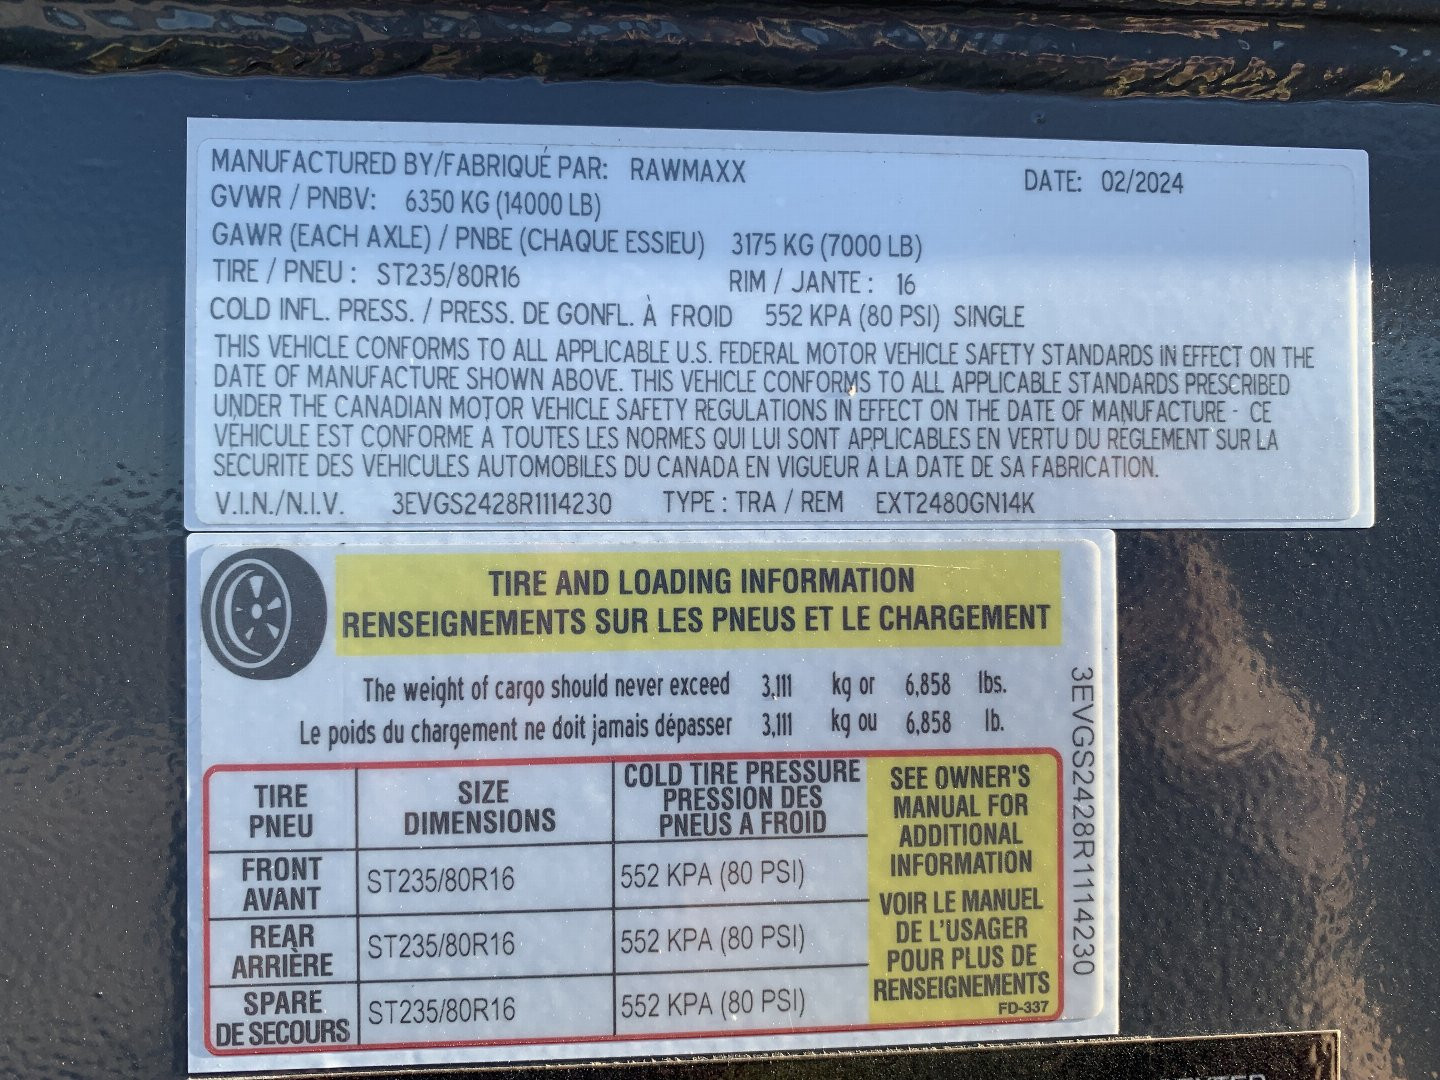 MANUFACTURED BY/FABRIQUÉ PAR: RAWMAXX DATE: 02/2024
GVWR / PNBV: 6350 KG (14000 LB)
GAWR (EACH AXLE) / PNBE (CHAQUE ESSIEU) 3175 KG (7000 LB)
TIRE / PNEU : ST235/80R16 RIM / JANTE : 16
COLD INFL. PRESS. / PRESS. DE GONFL. À FROID 552 KPA (80 PSI) SINGLE
THIS VEHICLE CONFORMS TO ALL APPLICABLE U.S. FEDERAL MOTOR VEHICLE SAFETY STANDARDS IN EFFECT ON THE
DATE OF MANUFACTURE SHOWN ABOVE. THIS VEHICLE CONFORMS TO ALL APPLICABLE STANDARDS PRESCRIBED
UNDER THE CANADIAN MOTOR VEHICLE SAFETY REGULATIONS IN EFFECT ON THE DATE OF MANUFACTURE - CE
VÉHICULE EST CONFORME À TOUTES LES NORMES QUI LUI SONT APPLICABLES EN VERTU DU RÈGLEMENT SUR LA
SÉCURITÉ DES VÉHICULES AUTOMOBILES DU CANADA EN VIGUEUR À LA DATE DE SA FABRICATION.
V.I.N./N.I.V. 3EVGS2428R1114230 TYPE : TRA / REM EXT2480GN14K
TIRE AND LOADING INFORMATION
RENSEIGNEMENTS SUR LES PNEUS ET LE CHARGEMENT
The weight of cargo should never exceed 3,111 kg or 6,858 lbs.
Le poids du chargement ne doit jamais dépasser 3,111 kg ou 6,858 lb.
TIRE
PNEU
SIZE
DIMENSIONS
COLD TIRE PRESSURE
PRESSION DES
PNEUS A FROID
FRONT
AVANT
ST235/80R16
552 KPA (80 PSI)
REAR
ARRIÈRE
ST235/80R16
552 KPA (80 PSI)
SPARE
DE SECOURS
ST235/80R16
552 KPA (80 PSI)
SEE OWNER'S
MANUAL FOR
ADDITIONAL
INFORMATION
VOIR LE MANUEL
DE L'USAGER
POUR PLUS DE
RENSEIGNEMENTS
FD-337
3EVGS2428R1114230